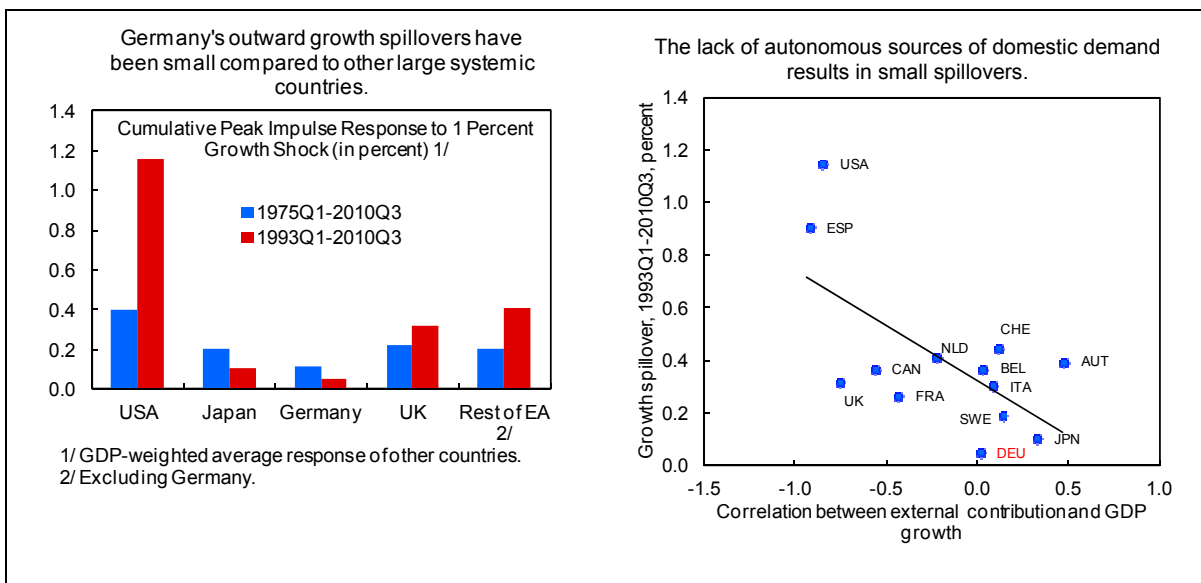 Germany's outward growth spillovers have
been small compared to other large systemic
countries.
1.4
1.2
1.0
0.8
0.6
0.4
0.2
0.0
Cumulative Peak Impulse Response to 1 Percent
Growth Shock (in percent) 1/
1975Q1-2010Q3
1993Q1-2010Q3
USA
Japan
Germany
UK
Rest of EA
2/
1/ GDP-weighted average response of other countries.
2/ Excluding Germany.
The lack of autonomous sources of domestic demand
results in small spillovers.
Growth spillover, 1993Q1-2010Q3, percent
1.4
1.2
1.0
0.8
0.6
0.4
0.2
0.0
USA
ESP
CHE
NLD
BEL
AUT
CAN
ITA
UK
FRA
SWE
JPN
DEU
-1.5
-1.0
-0.5
0.0
0.5
1.0
Correlation between external contribution and GDP
growth